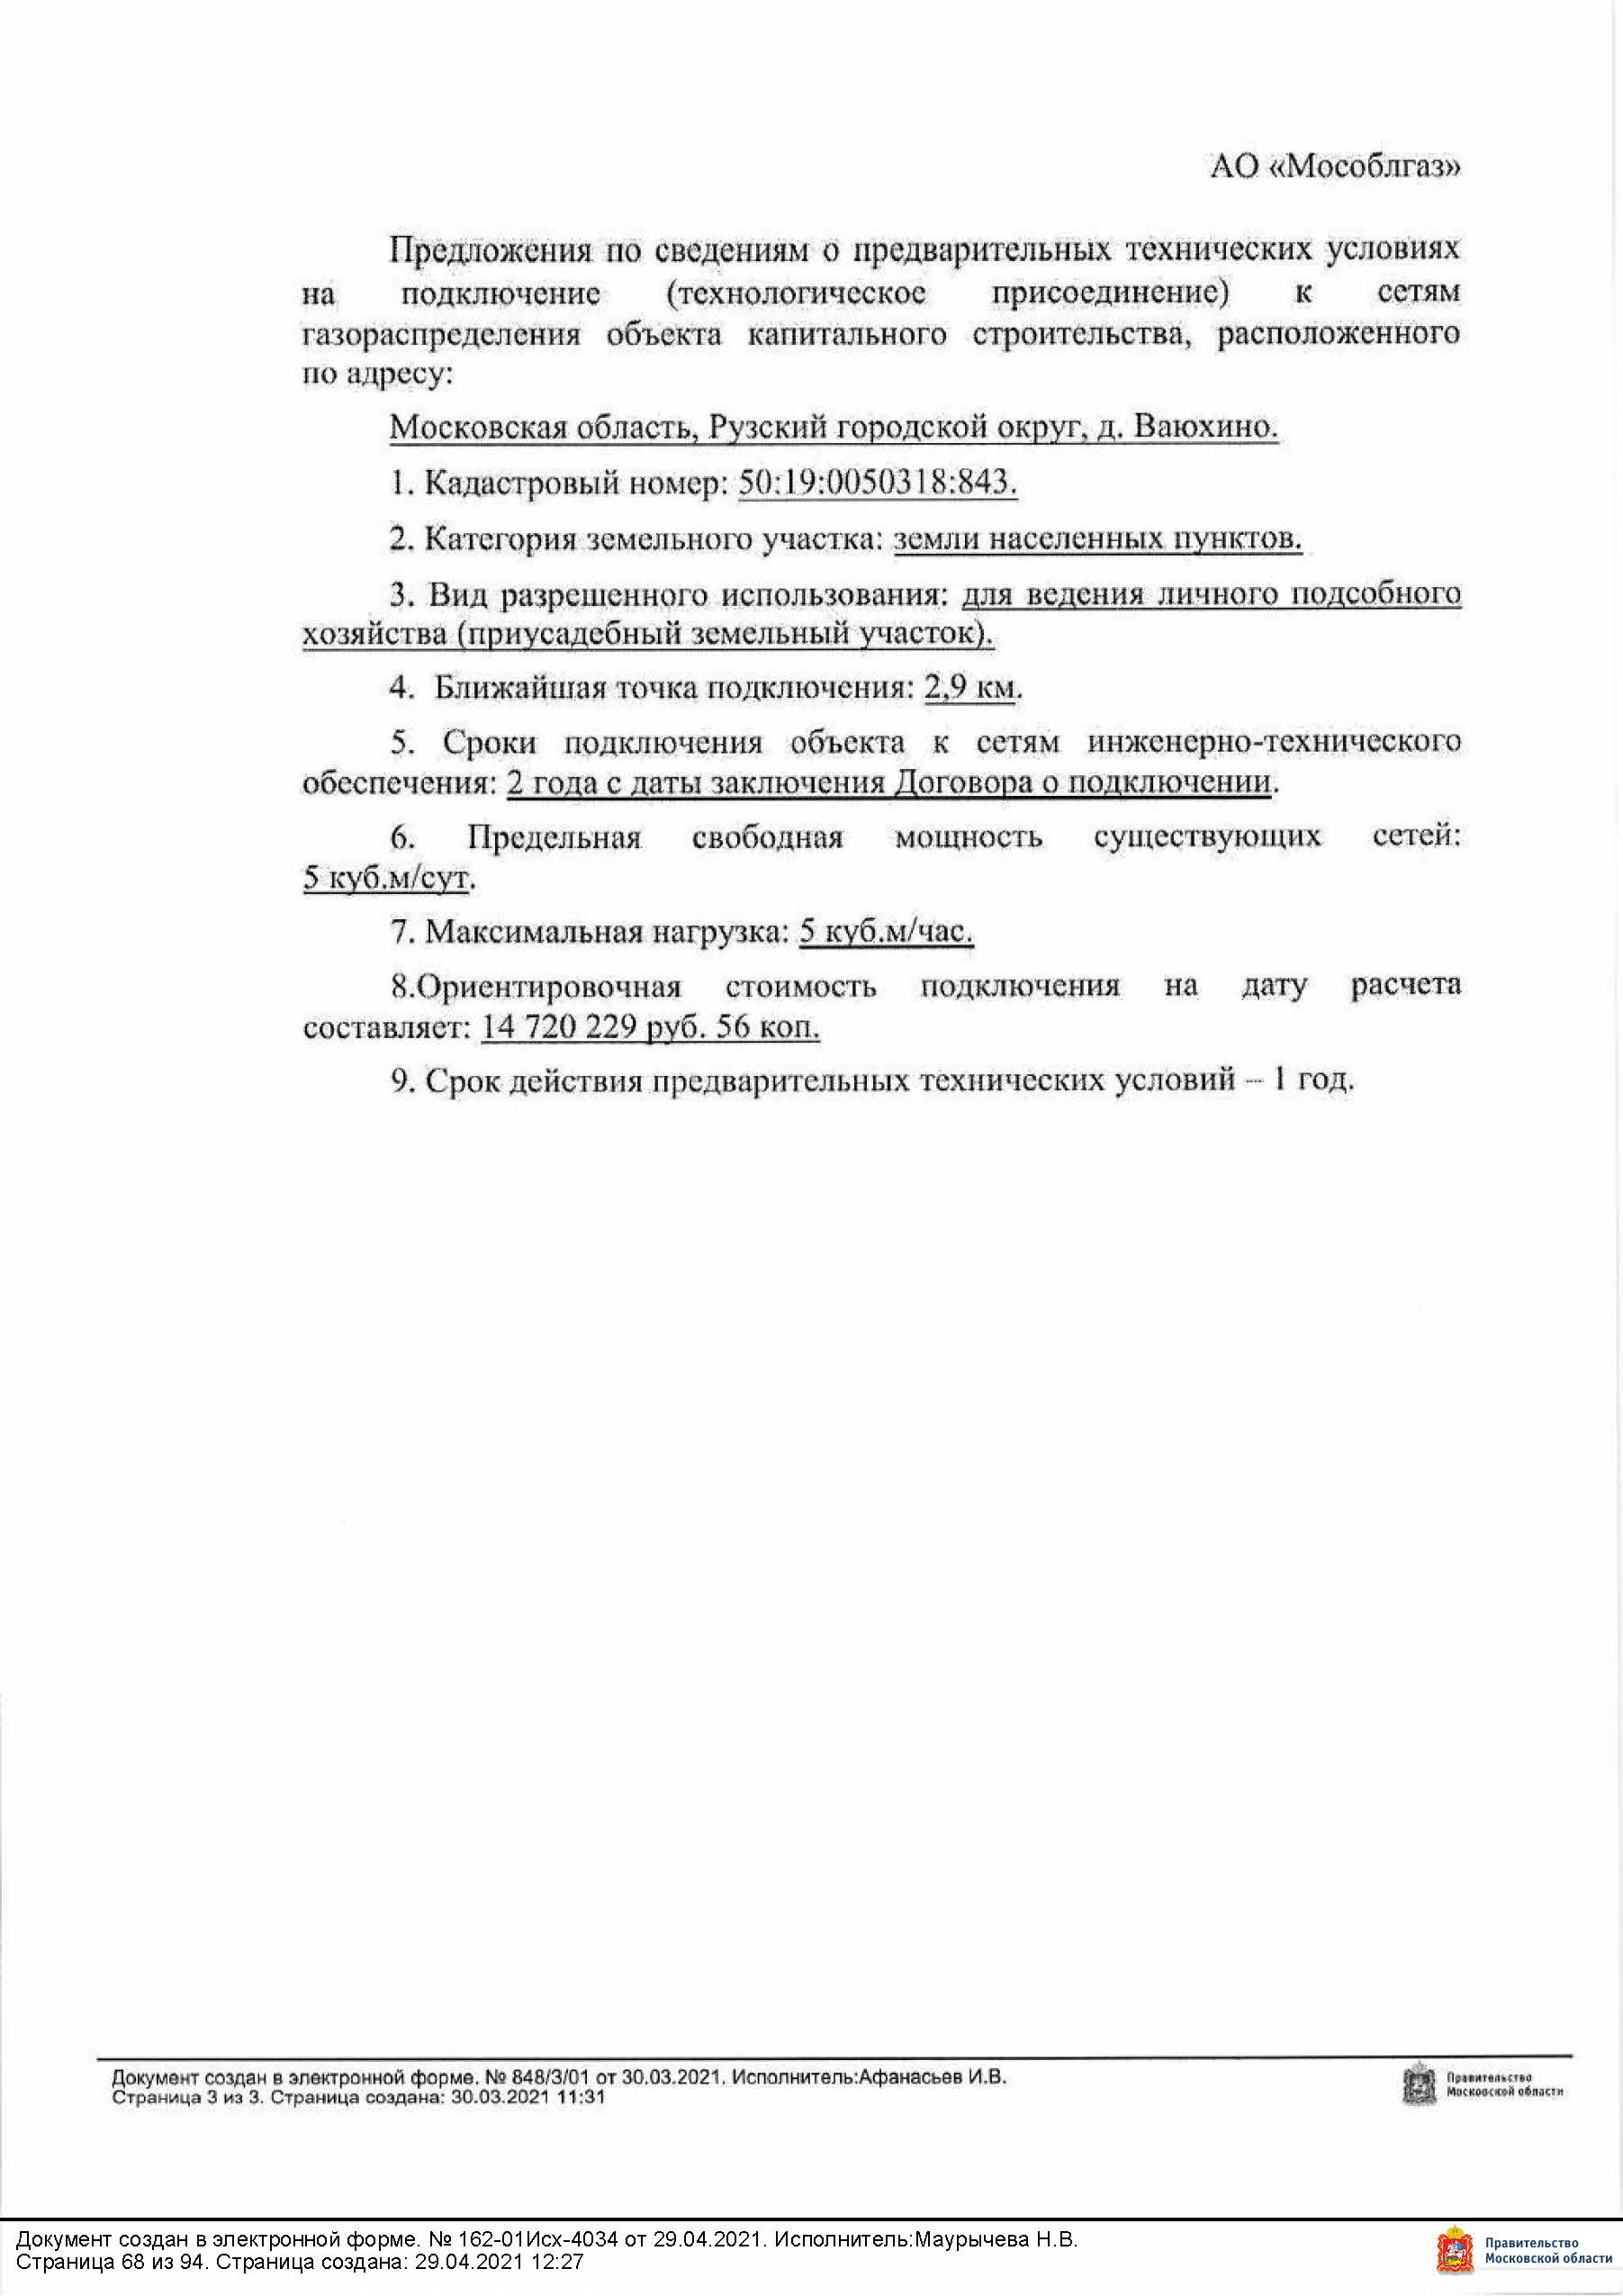 АО «Мособлгаз»
Предложения по сведениям о предварительных технических условиях
на подключение (технологическое присоединение) к сетям
газораспределения объекта капитального строительства, расположенного
по адресу:
Московская область, Рузский городской округ, д. Ваюхино.
1. Кадастровый номер: 50:19:0050318:843.
2. Категория земельного участка: земли населенных пунктов.
3. Вид разрешенного использования: для ведения личного подсобного
хозяйства (приусадебный земельный участок).
4. Ближайшая точка подключения: 2,9 км.
5. Сроки подключения объекта к сетям инженерно-технического
обеспечения: 2 года с даты заключения Договора о подключении.
6. Предельная свободная мощность существующих сетей:
5 куб.м/сут.
7. Максимальная нагрузка: 5 куб.м/час.
8.Ориентировочная стоимость подключения на дату расчета
составляет: 14 720 229 руб. 56 коп.
9. Срок действия предварительных технических условий – 1 год.
Документ создан в электронной форме. № 848/3/01 от 30.03.2021. Исполнитель:Афанасьев И.В.
Страница 3 из 3. Страница создана: 30.03.2021 11:31
Правительство
Московской области
Документ создан в электронной форме. № 162-01Исх-4034 от 29.04.2021. Исполнитель:Маурычева Н.В.
Страница 68 из 94. Страница создана: 29.04.2021 12:27
Правительство
Московской области